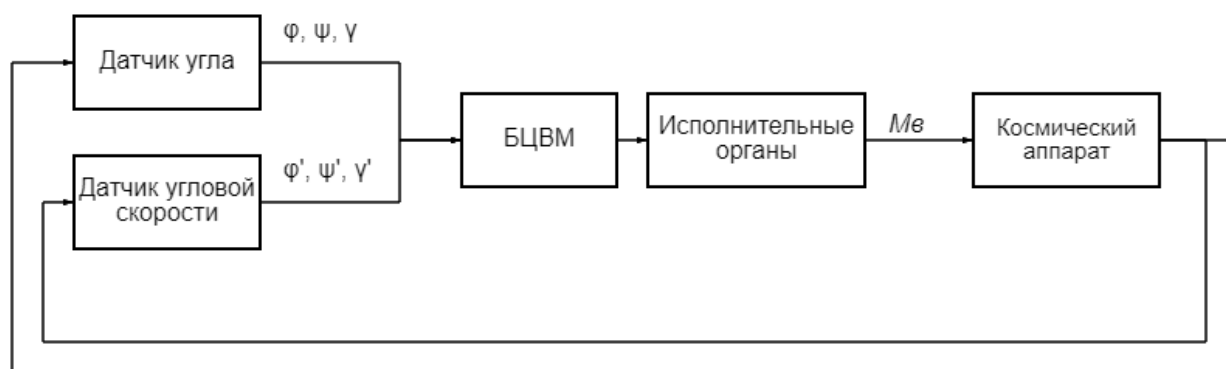 Датчик угла
φ, ψ, γ
Датчик угловой
скорости
φ', ψ', γ'
БЦВМ
Исполнительные
органы
Мв
Космический
аппарат